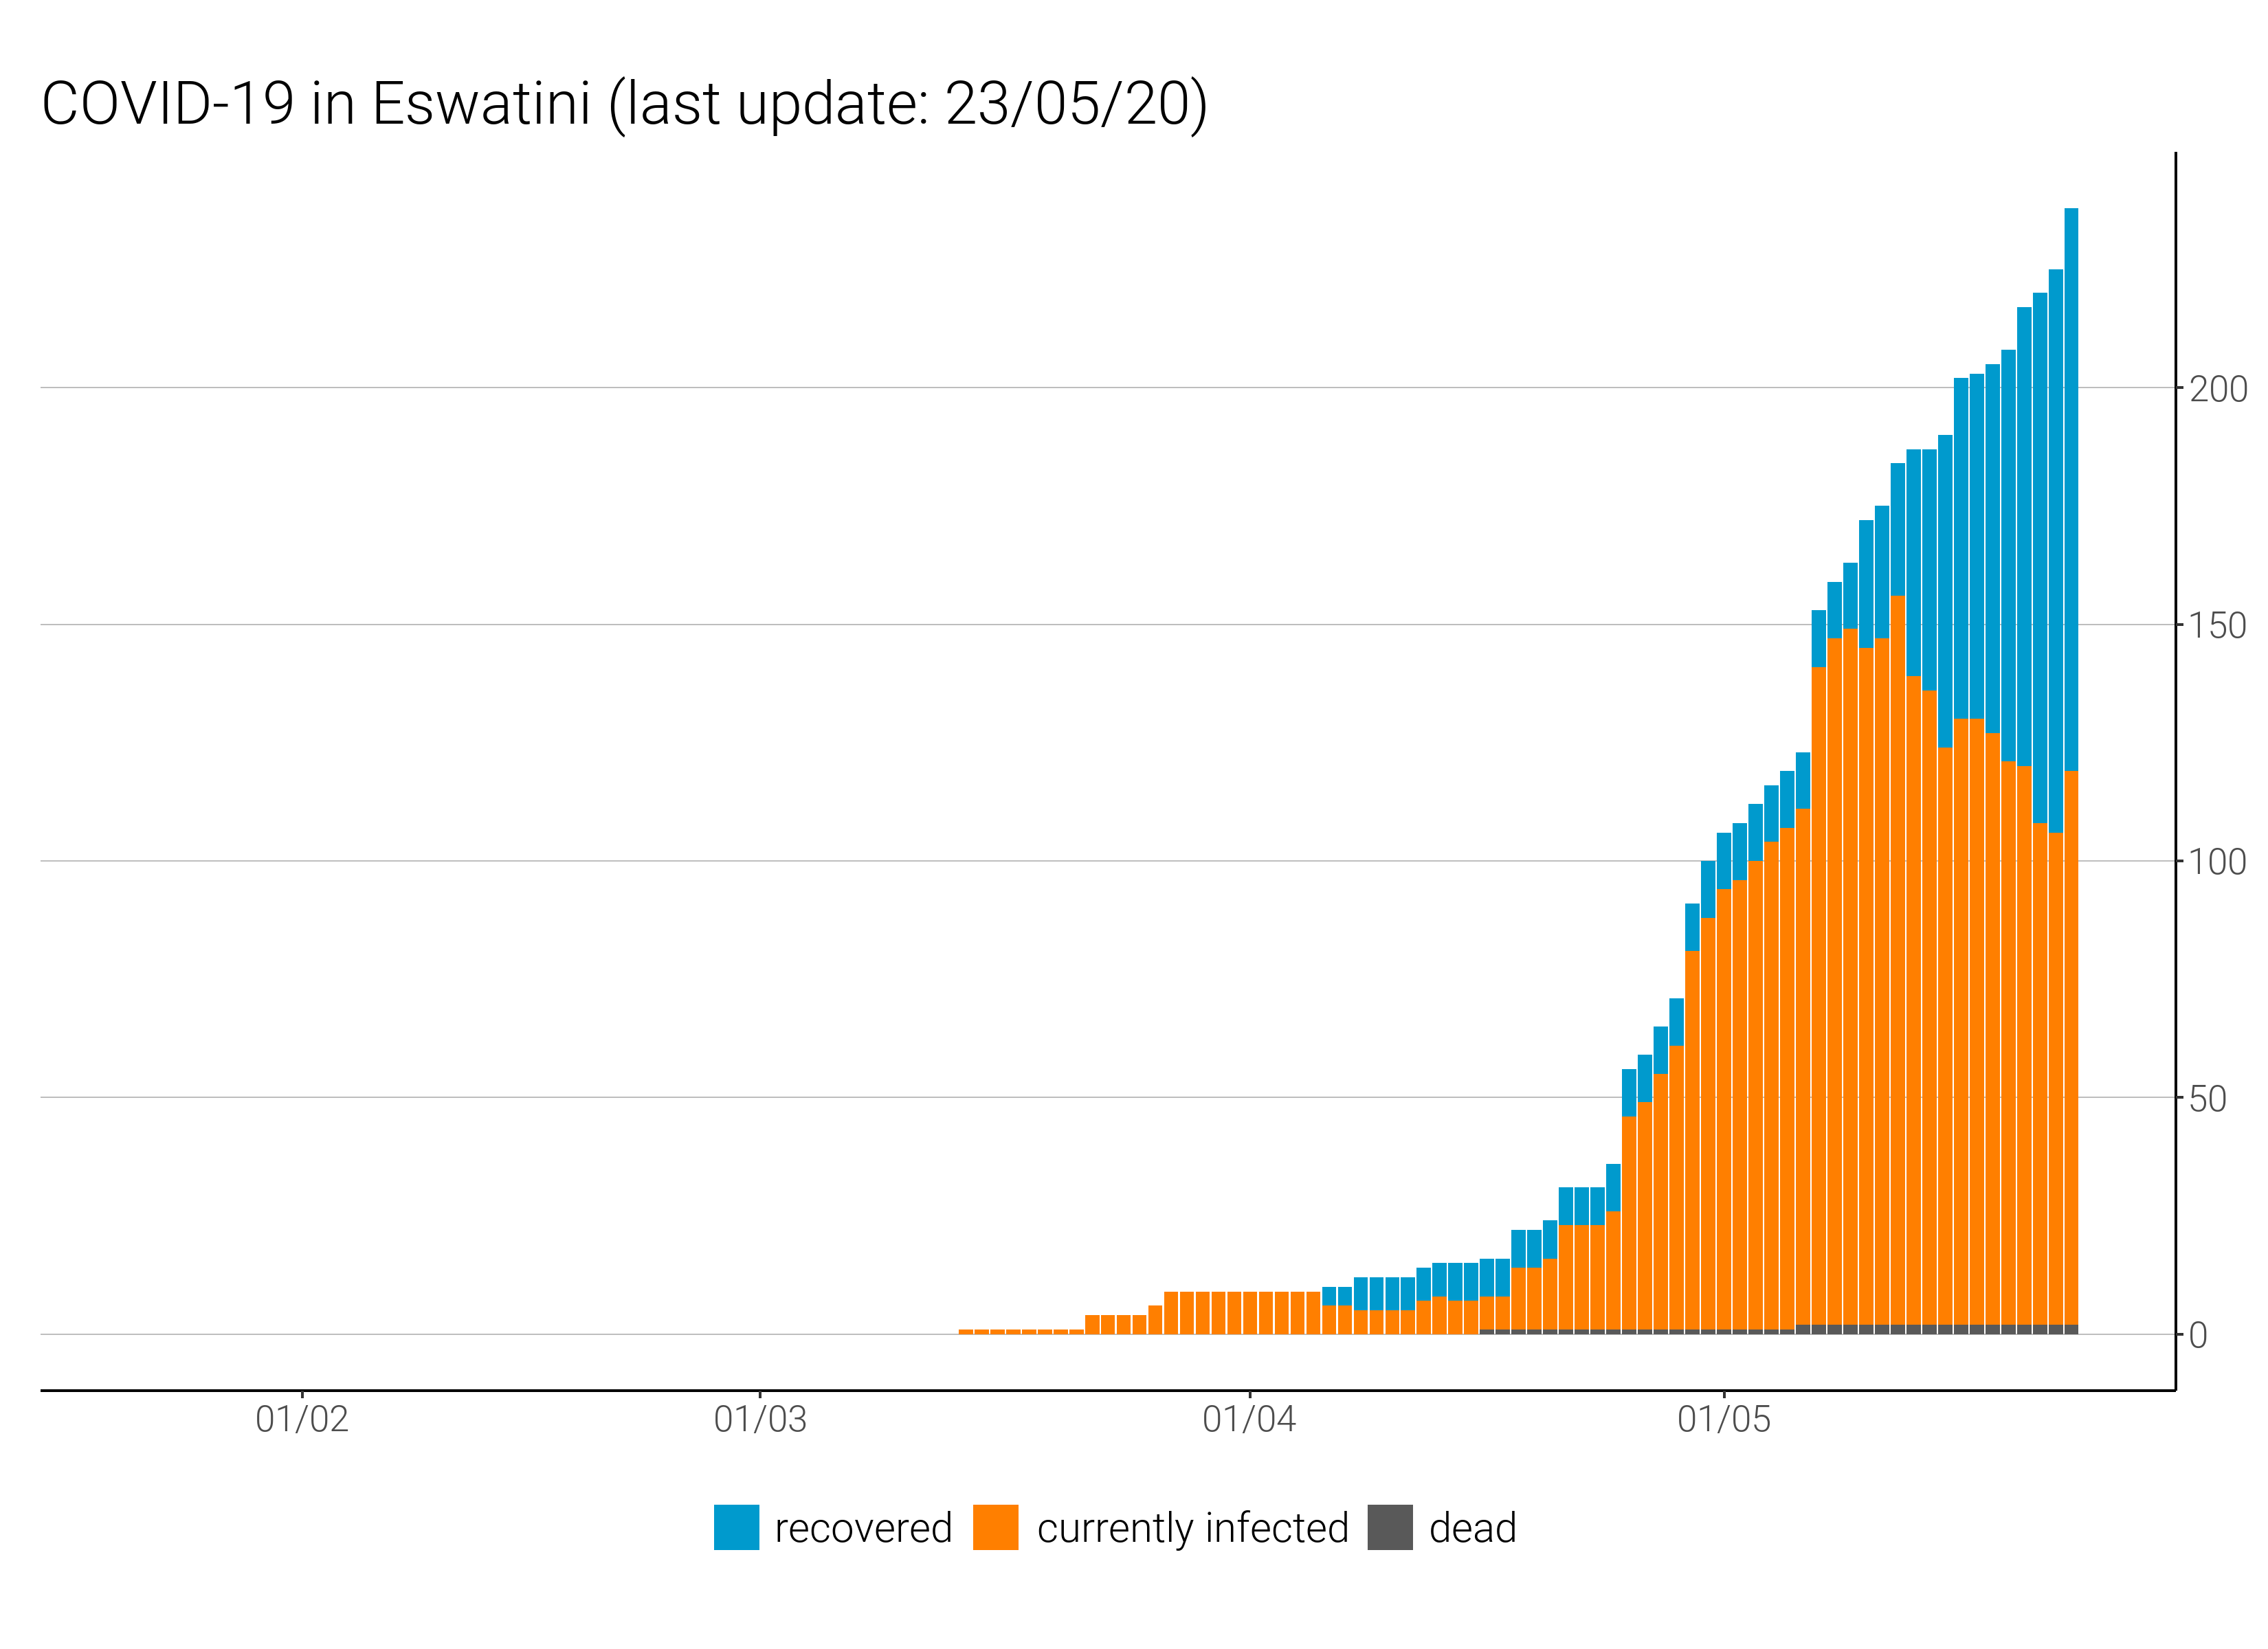 COVID-19 in Eswatini (last update: 23/05/20)
200
150
100
50
0
01/02 01/03 01/04 01/05
recovered currently infected dead